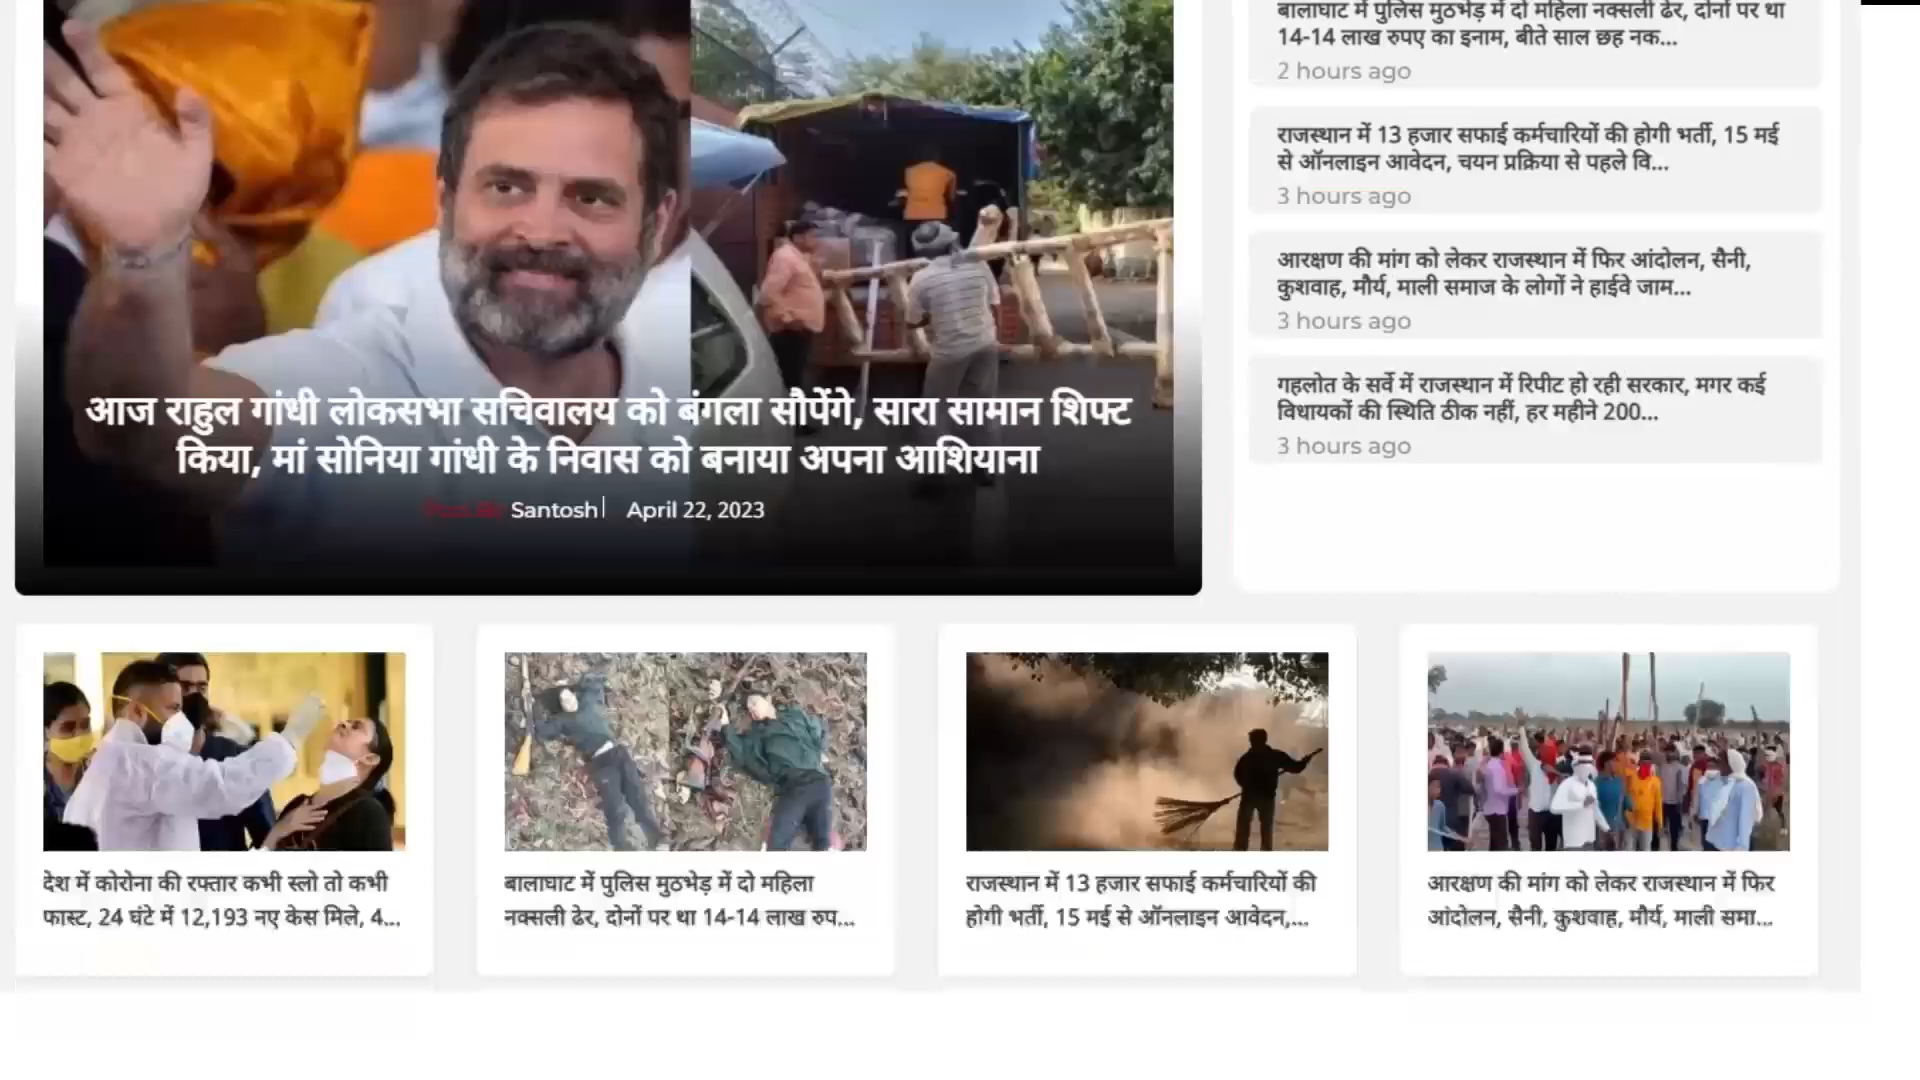 आज राहुल गांधी लोकसभा सचिवालय को बंगला सौपेंगे, सारा सामान शिफ्ट
किया, मां सोनिया गांधी के निवास को बनाया अपना आशियाना
Post By Santosh | April 22, 2023
बालाघाट में पुलिस मुठभेड़ में दो महिला नक्सली ढेर, दोनों पर था
14-14 लाख रुपए का इनाम, बीते साल छह नक...
2 hours ago
राजस्थान में 13 हजार सफाई कर्मचारियों की होगी भर्ती, 15 मई
से ऑनलाइन आवेदन, चयन प्रक्रिया से पहले वि...
3 hours ago
आरक्षण की मांग को लेकर राजस्थान में फिर आंदोलन, सैनी,
कुशवाह, मौर्य, माली समाज के लोगों ने हाईवे जाम...
3 hours ago
गहलोत के सर्वे में राजस्थान में रिपीट हो रही सरकार, मगर कई
विधायकों की स्थिति ठीक नहीं, हर महीने 200...
3 hours ago
देश में कोरोना की रफ्तार कभी स्लो तो कभी
फास्ट, 24 घंटे में 12,193 नए केस मिले, 4...
बालाघाट में पुलिस मुठभेड़ में दो महिला
नक्सली ढेर, दोनों पर था 14-14 लाख रुप...
राजस्थान में 13 हजार सफाई कर्मचारियों की
होगी भर्ती, 15 मई से ऑनलाइन आवेदन,...
आरक्षण की मांग को लेकर राजस्थान में फिर
आंदोलन, सैनी, कुशवाह, मौर्य, माली समा...